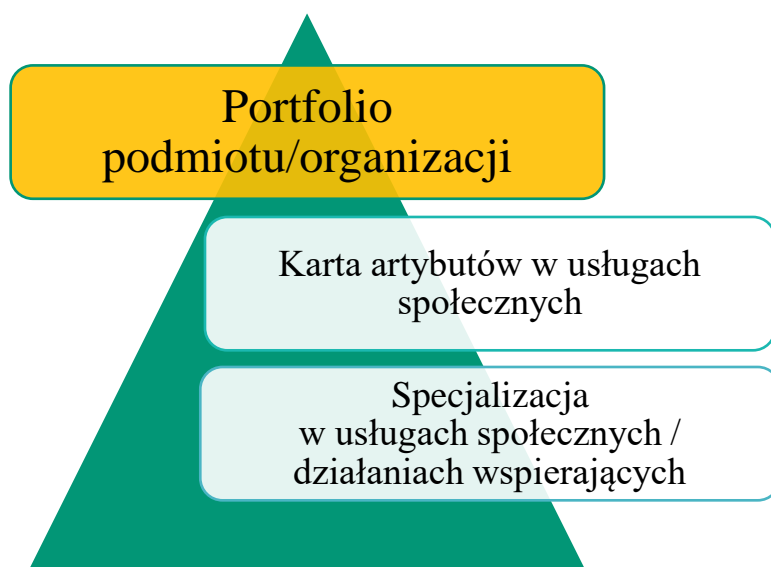 Portfolio
podmiotu/organizacji
Karta artybutów w usługach
społecznych
Specjalizacja
w usługach społecznych /
działaniach wspierających